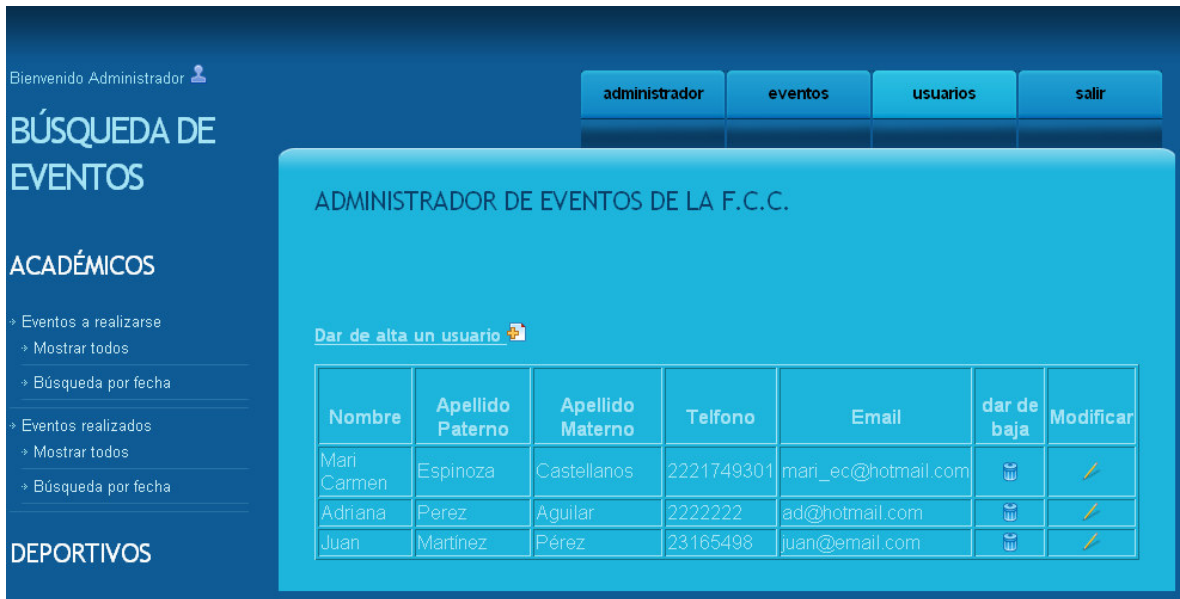 Bienvenido Administrador
administrador eventos usuarios salir
BÚSQUEDA DE
EVENTOS
ACADÉMICOS
Eventos a realizarse
Mostrar todos
Búsqueda por fecha
Eventos realizados
Mostrar todos
Búsqueda por fecha
DEPORTIVOS
ADMINISTRADOR DE EVENTOS DE LA F.C.C.
Dar de alta un usuario
Nombre Apellido Paterno Apellido Materno Telfono Email dar de baja Modificar
Mari Carmen Espinoza Castellanos 2221749301 mari_ec@hotmail.com
Adriana Perez Aguilar 2222222 ad@hotmail.com
Juan Martínez Pérez 23165498 juan@email.com